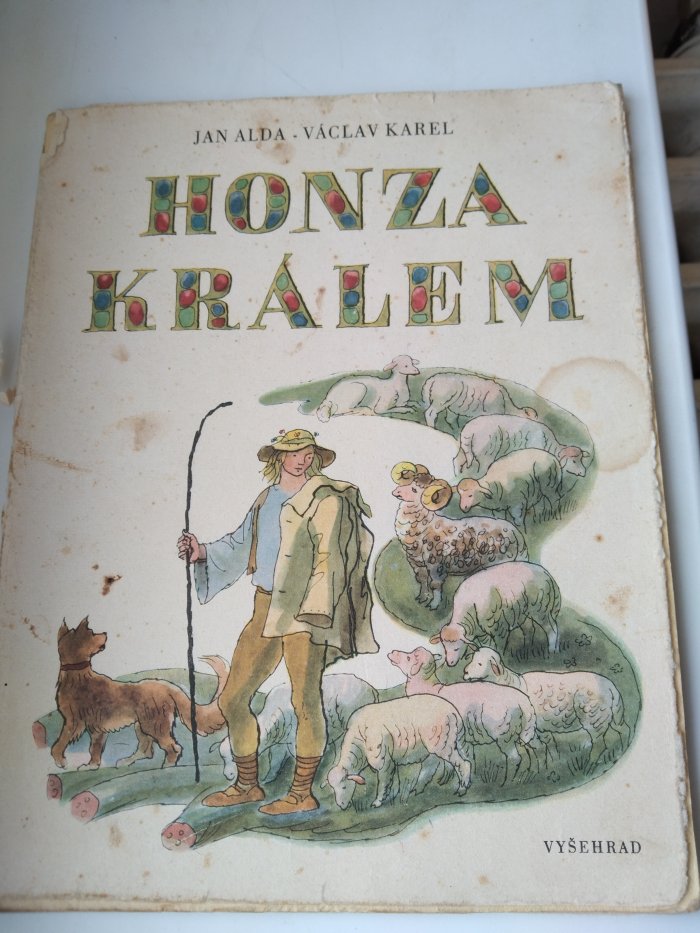 JAN ALDA - VÁCLAV KAREL
HONZA
KRÁLEM
VYŠEHRAD